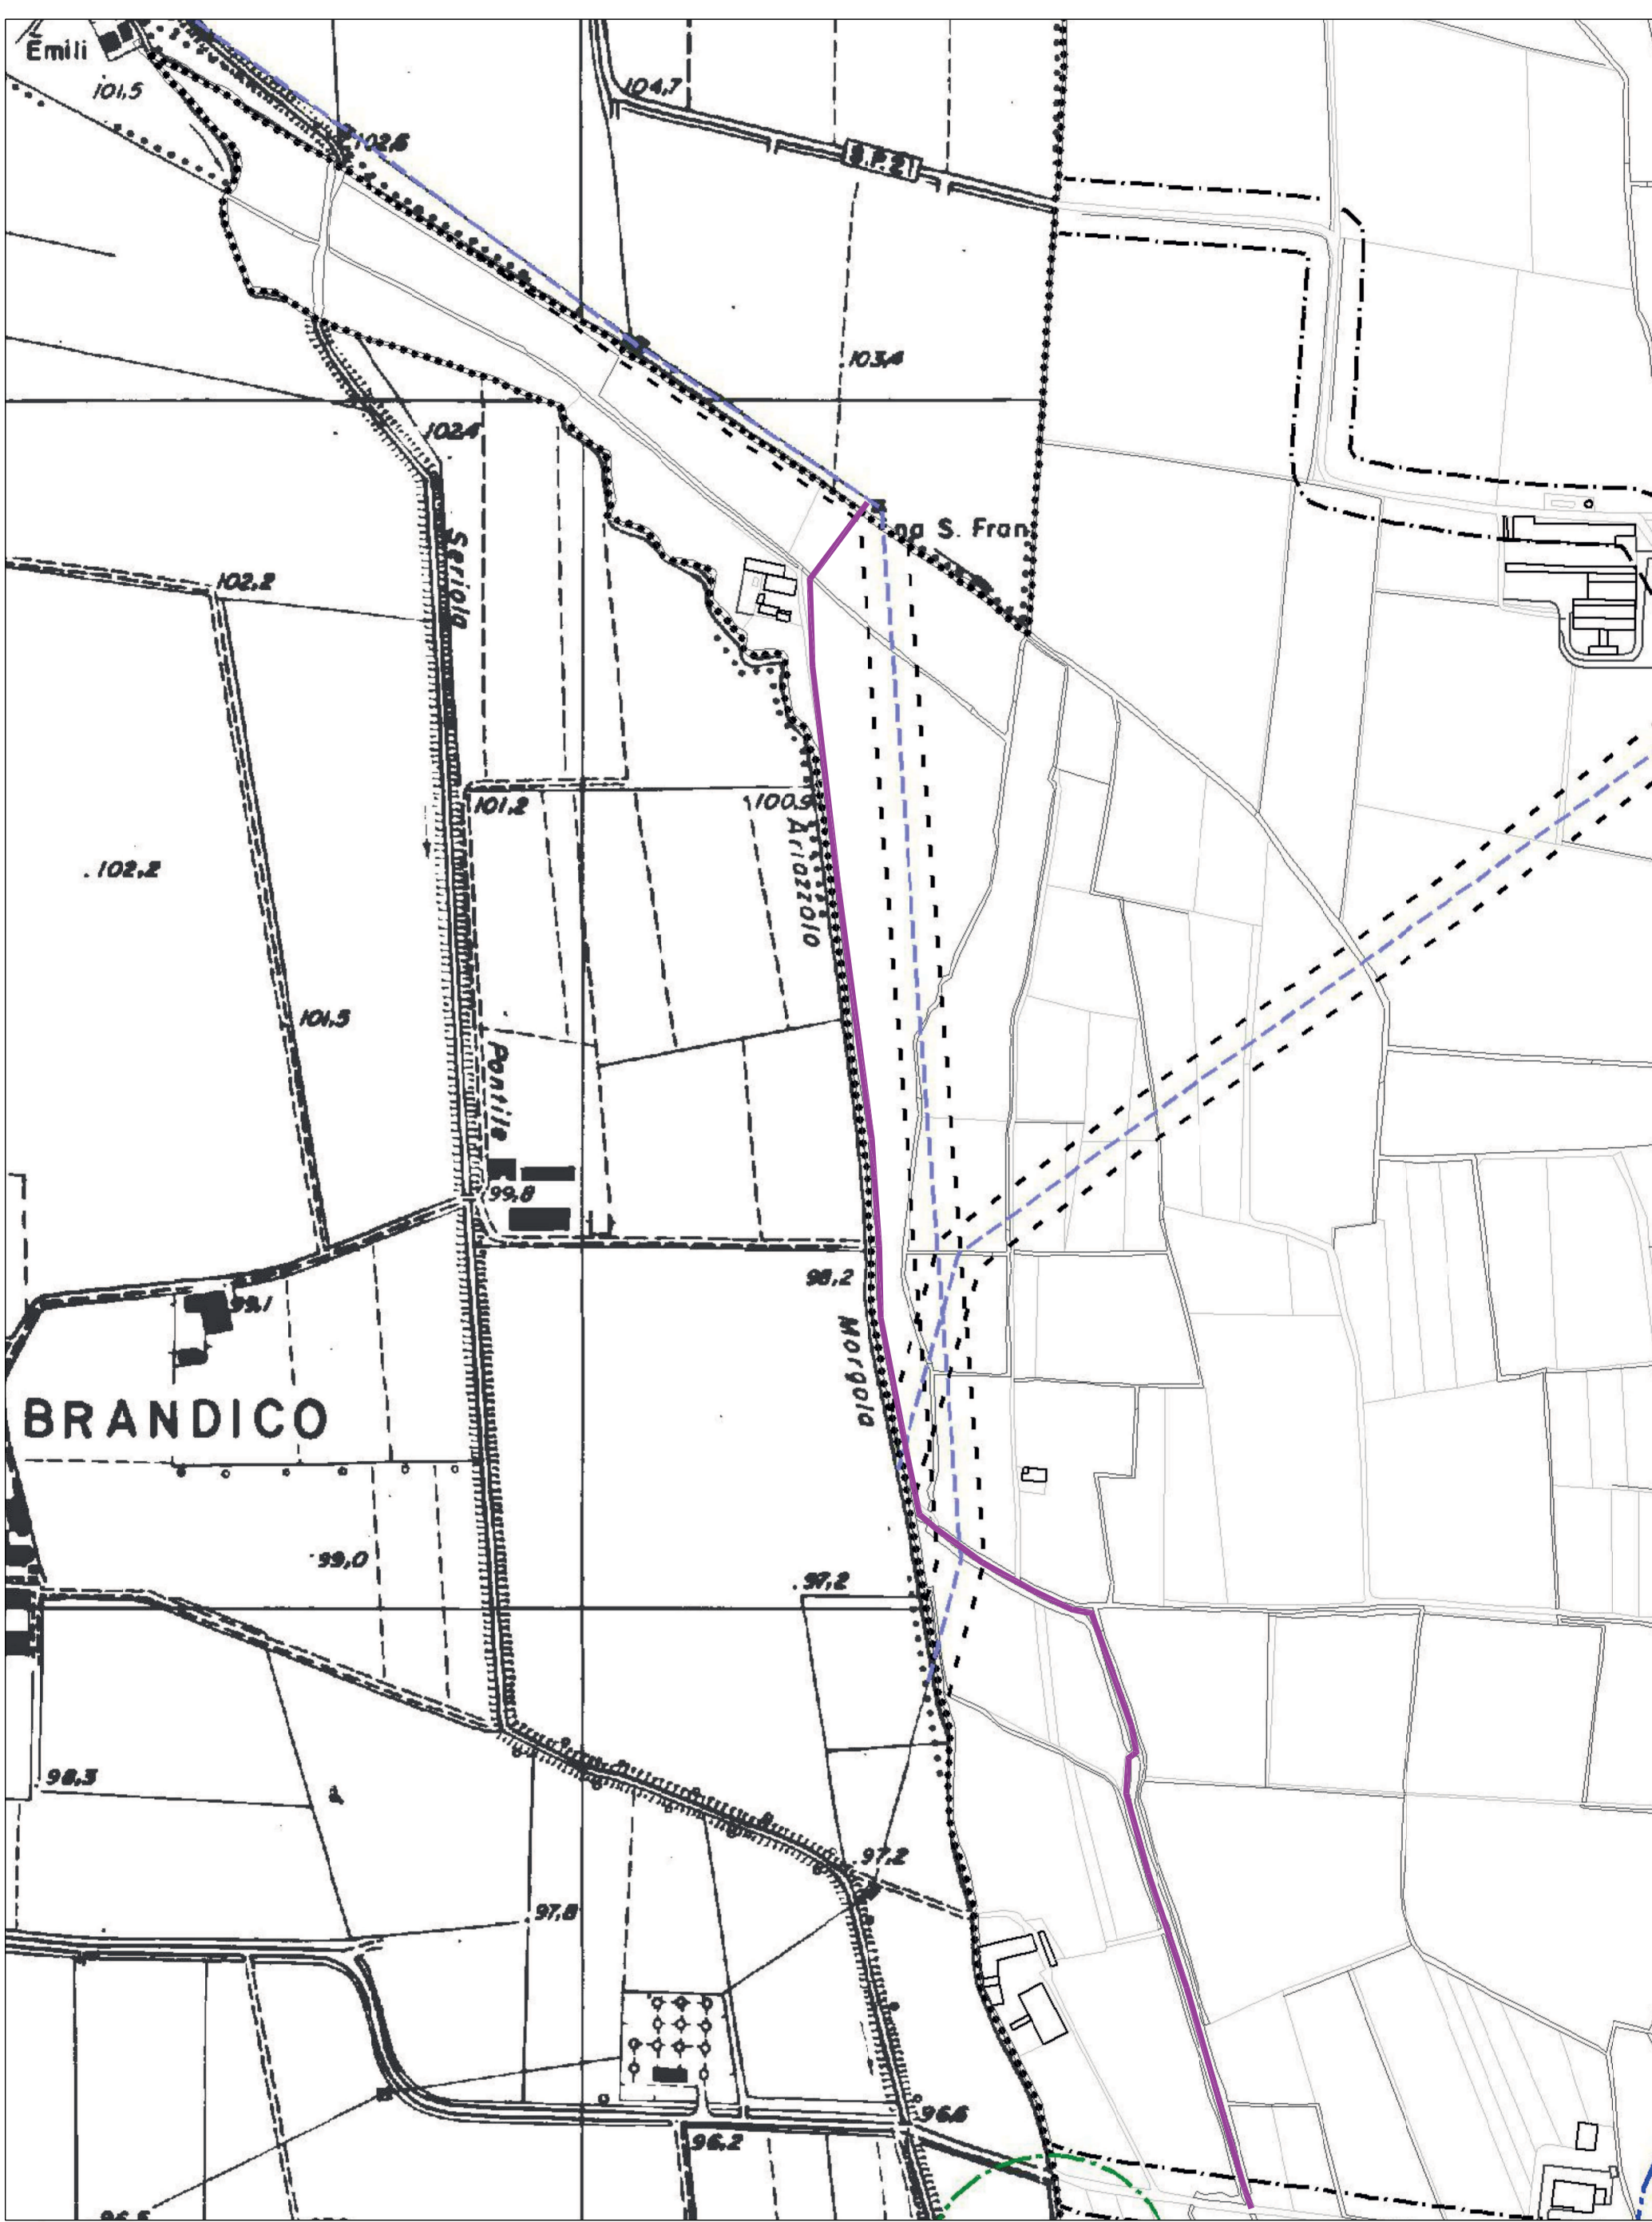 Emili
101,5
102,6
104,7
S.P.21
103,4
102,4
na S. Fran
Seriola
102,2
101,2
100,9
Ariazzolo
. 102,2
101,5
Pontile
99,8
98,2
99,1
Morgola
BRANDICO
99,0
. 97,2
98,3
97,2
97,8
96,6
96,2